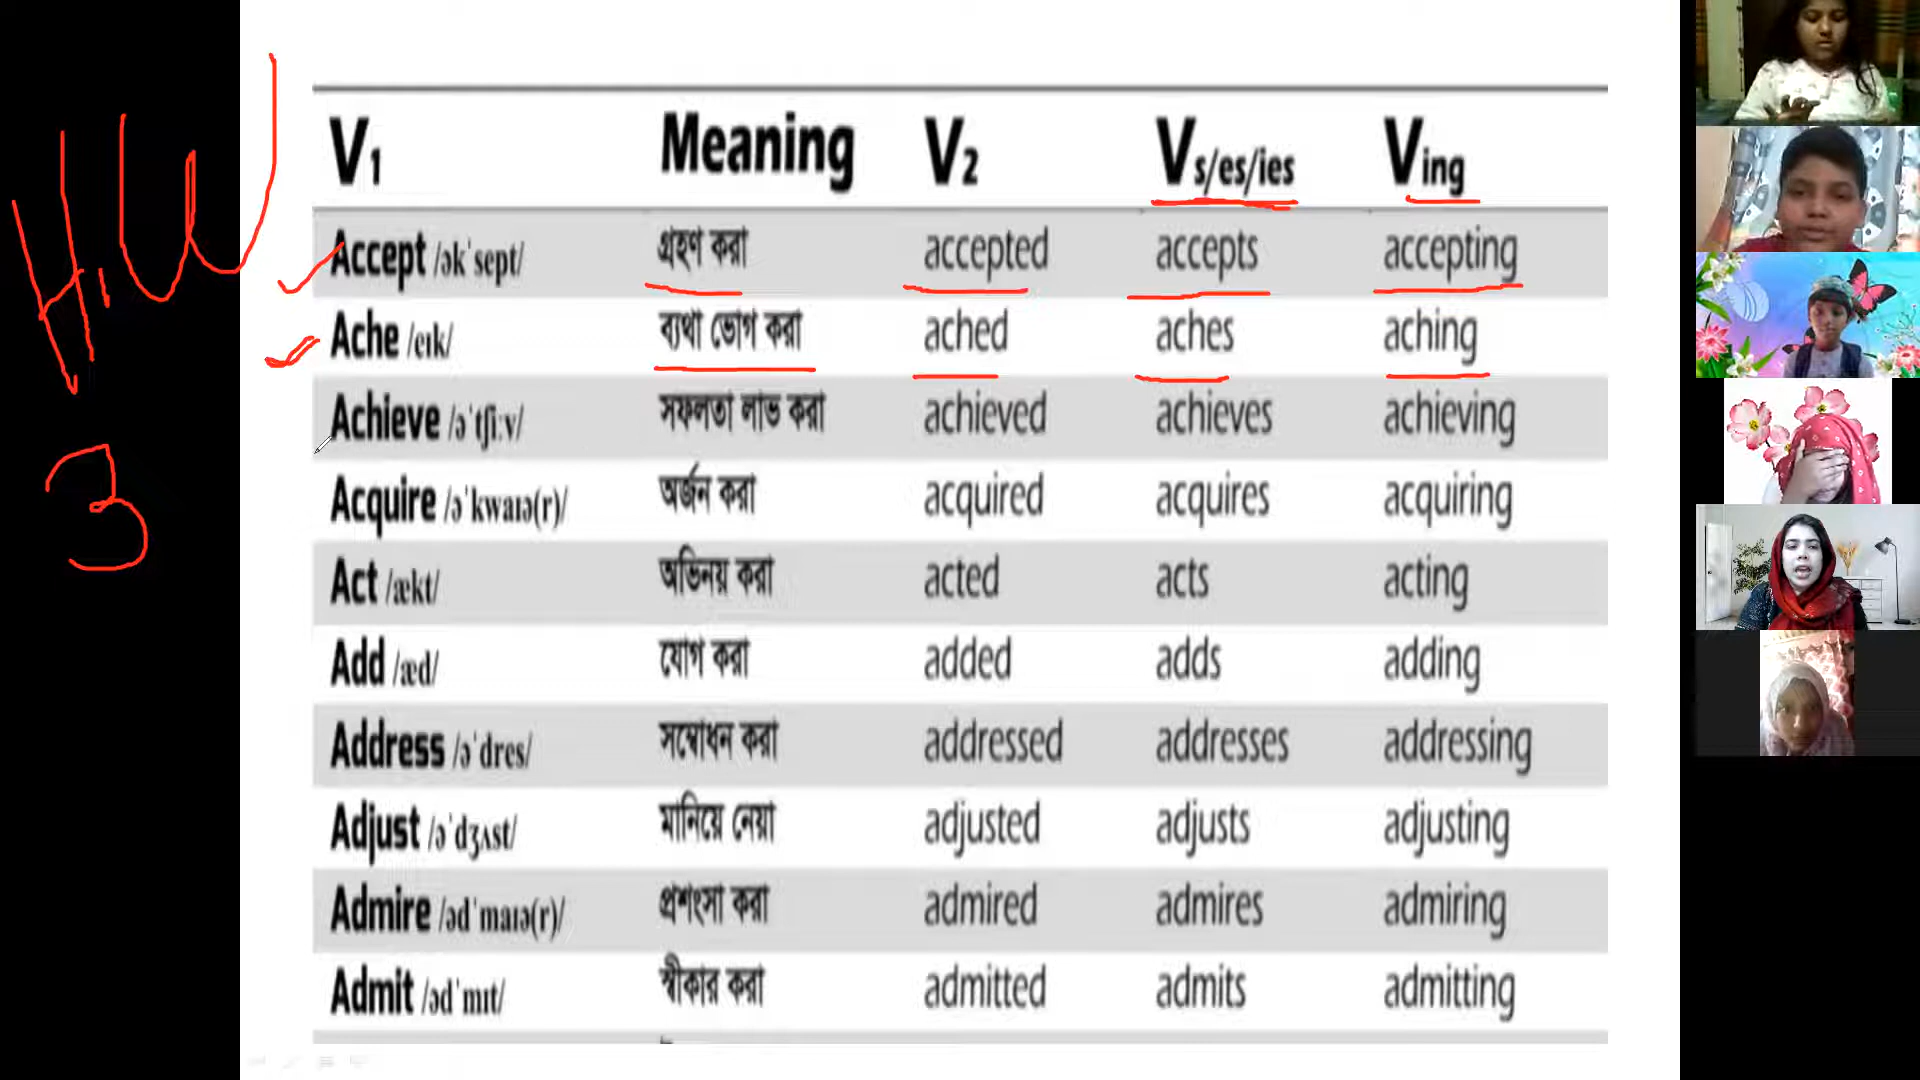 H.W
3
V1 Meaning V2 Vs/es/ies Ving
Accept /əkˈsept/ গ্রহণ করা accepted accepts accepting
Ache /eɪk/ ব্যথা ভোগ করা ached aches aching
Achieve /əˈtʃiːv/ সফলতা লাভ করা achieved achieves achieving
Acquire /əˈkwaɪə(r)/ অর্জন করা acquired acquires acquiring
Act /ækt/ অভিনয় করা acted acts acting
Add /æd/ যোগ করা added adds adding
Address /əˈdres/ সম্বোধন করা addressed addresses addressing
Adjust /əˈdʒʌst/ মানিয়ে নেয়া adjusted adjusts adjusting
Admire /ədˈmaɪə(r)/ প্রশংসা করা admired admires admiring
Admit /ədˈmɪt/ স্বীকার করা admitted admits admitting